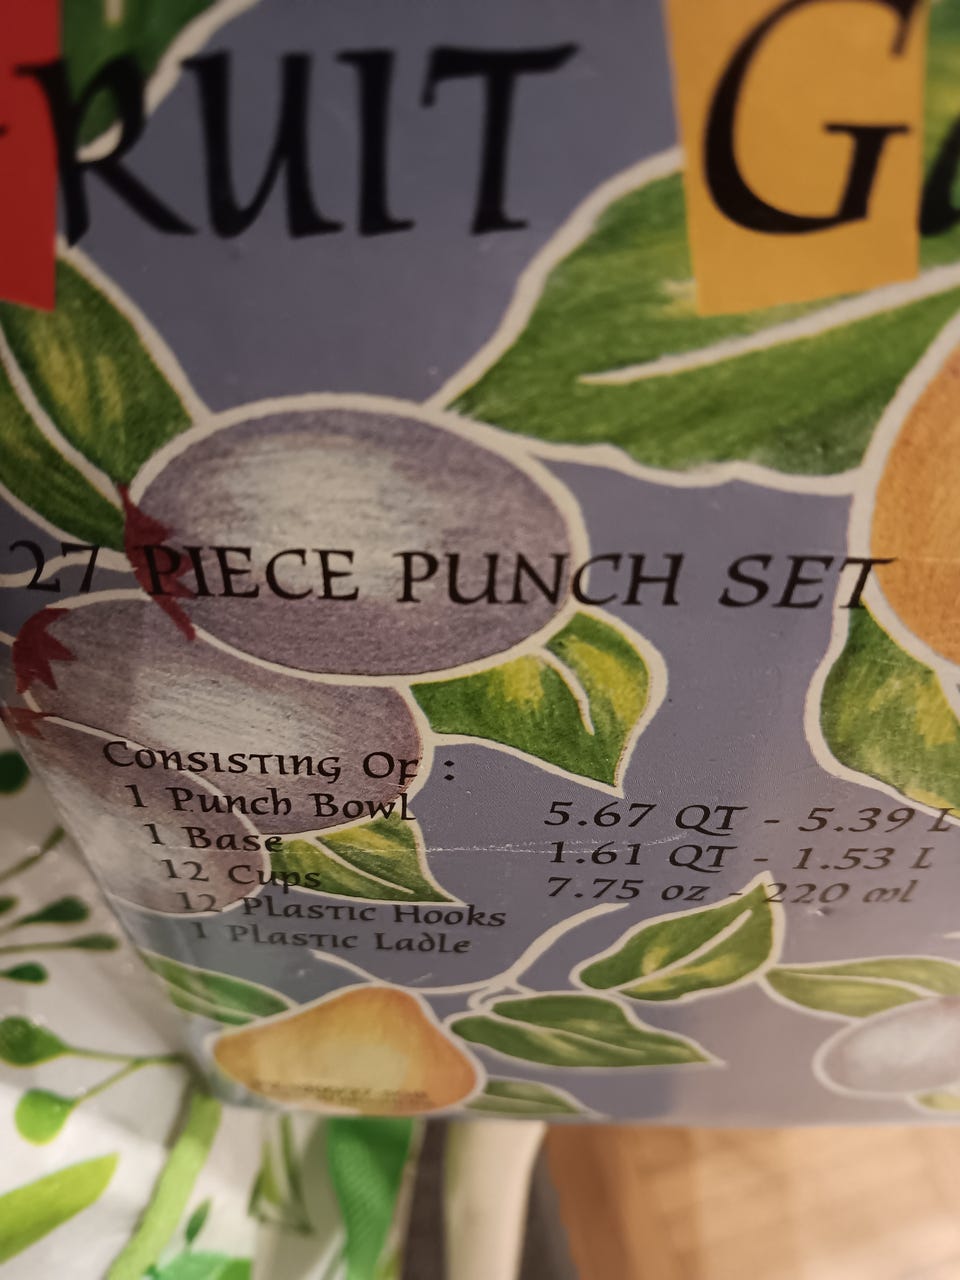 FRUIT G
27 PIECE PUNCH SET
Consisting Of :
1 Punch Bowl 5.67 QT - 5.39 L
1 Base 1.61 QT - 1.53 L
12 Cups 7.75 oz - 220 ml
12 Plastic Hooks
1 Plastic Ladle